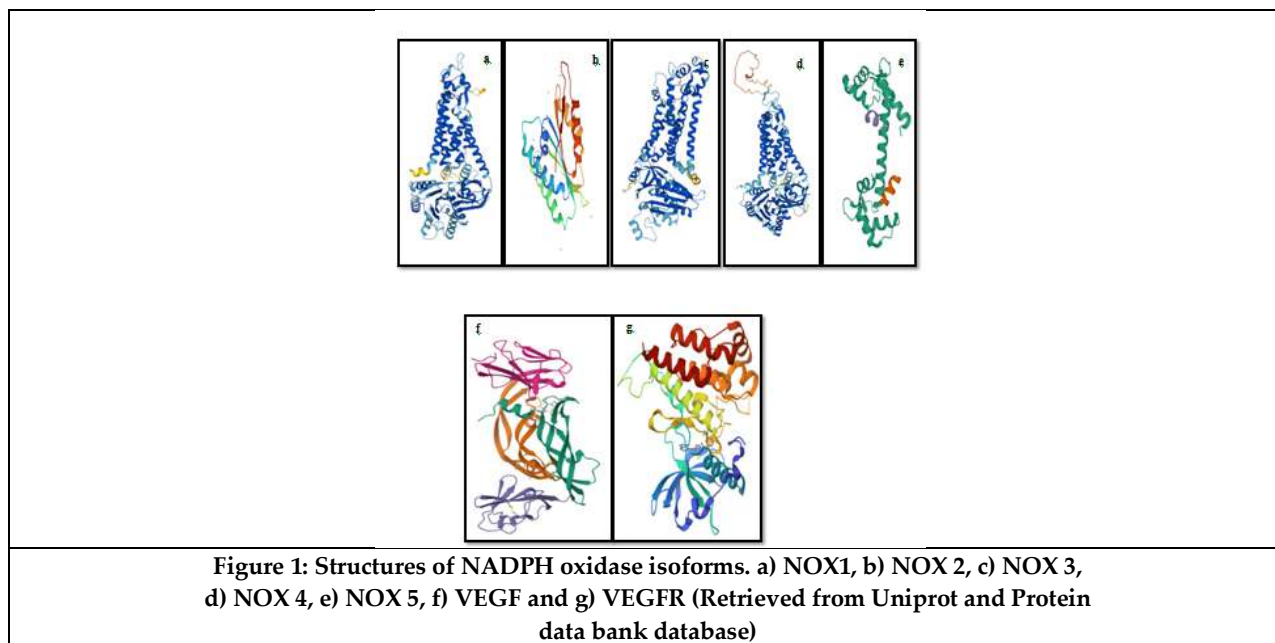 a.
b.
c
d
e
f.
g.
Figure 1: Structures of NADPH oxidase isoforms. a) NOX1, b) NOX 2, c) NOX 3,
d) NOX 4, e) NOX 5, f) VEGF and g) VEGFR (Retrieved from Uniprot and Protein
data bank database)